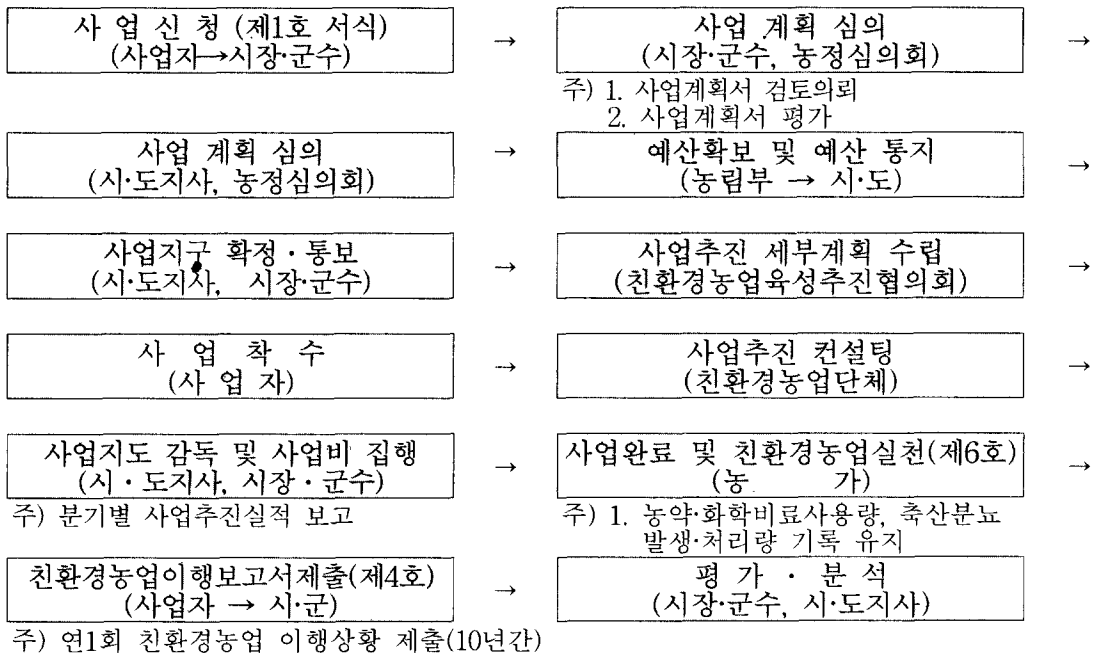 사 업 신 청 (제1호 서식)
(사업자→시장·군수)
→
사업 계획 심의
(시장·군수, 농정심의회)
→
주) 1. 사업계획서 검토의뢰
2. 사업계획서 평가
사업 계획 심의
(시·도지사, 농정심의회)
→
예산확보 및 예산 통지
(농림부 → 시·도)
→
사업지구 확정·통보
(시·도지사, 시장·군수)
→
사업추진 세부계획 수립
(친환경농업육성추진협의회)
→
사 업 착 수
(사 업 자)
→
사업추진 컨설팅
(친환경농업단체)
→
사업지도 감독 및 사업비 집행
(시·도지사, 시장·군수)
→
주) 분기별 사업추진실적 보고
사업완료 및 친환경농업실천(제6호)
(농 가)
→
주) 1. 농약·화학비료사용량, 축산분뇨
발생·처리량 기록 유지
친환경농업이행보고서제출(제4호)
(사업자 → 시·군)
→
주) 연1회 친환경농업 이행상황 제출(10년간)
평 가 · 분 석
(시장·군수, 시·도지사)